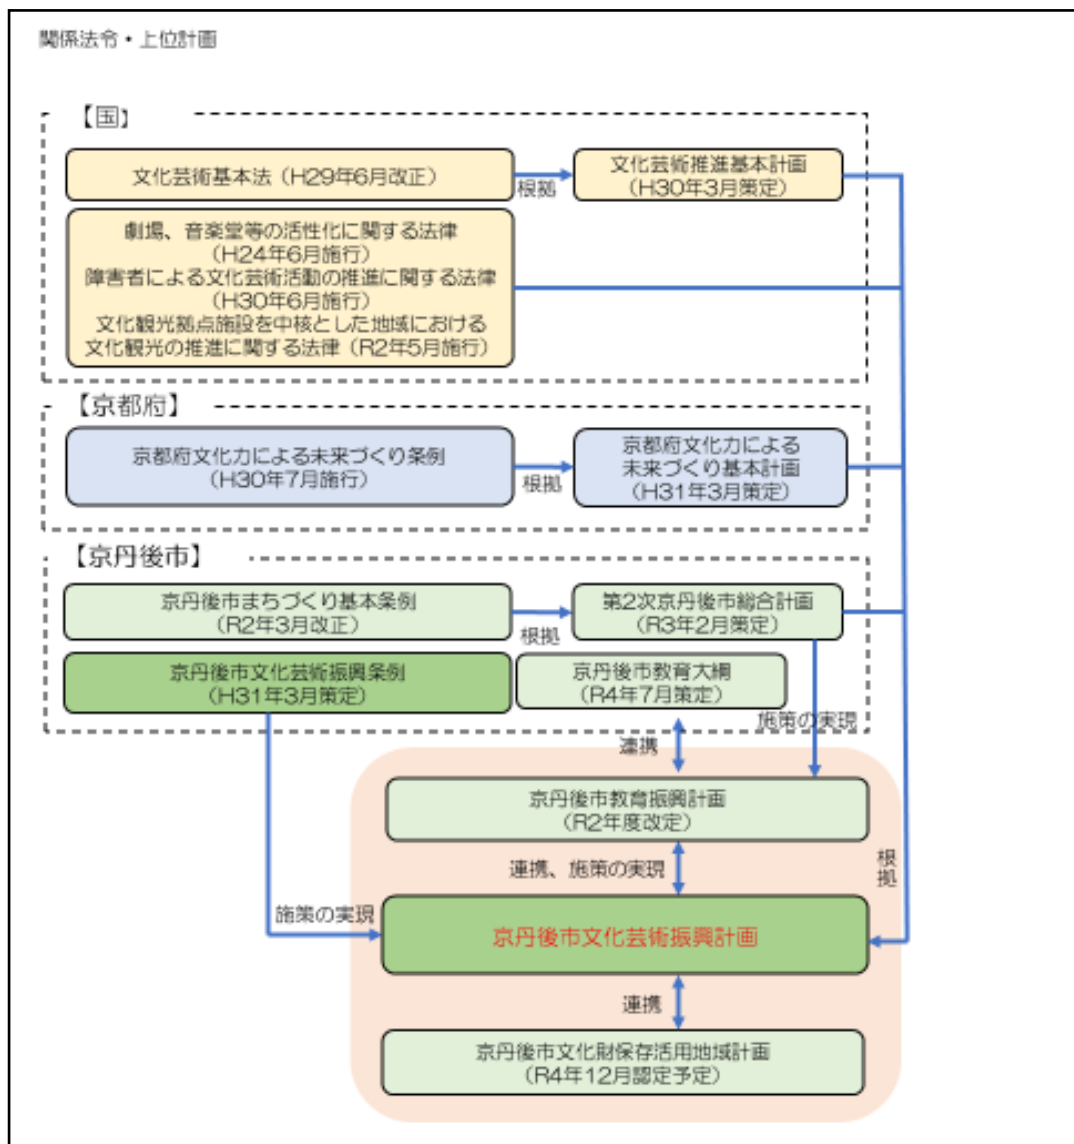 関係法令・上位計画
【国】
文化芸術基本法（H29年6月改正）
根拠
文化芸術推進基本計画
（H30年3月策定）
劇場、音楽堂等の活性化に関する法律
（H24年6月施行）
障害者による文化芸術活動の推進に関する法律
（H30年6月施行）
文化観光拠点施設を中核とした地域における
文化観光の推進に関する法律（R2年5月施行）
【京都府】
京都府文化力による未来づくり条例
（H30年7月施行）
根拠
京都府文化力による
未来づくり基本計画
（H31年3月策定）
【京丹後市】
京丹後市まちづくり基本条例
（R2年3月改正）
根拠
第2次京丹後市総合計画
（R3年2月策定）
京丹後市文化芸術振興条例
（H31年3月策定）
京丹後市教育大綱
（R4年7月策定）
施策の実現
連携
京丹後市教育振興計画
（R2年度改定）
連携、施策の実現
根拠
施策の実現
京丹後市文化芸術振興計画
連携
京丹後市文化財保存活用地域計画
（R4年12月認定予定）